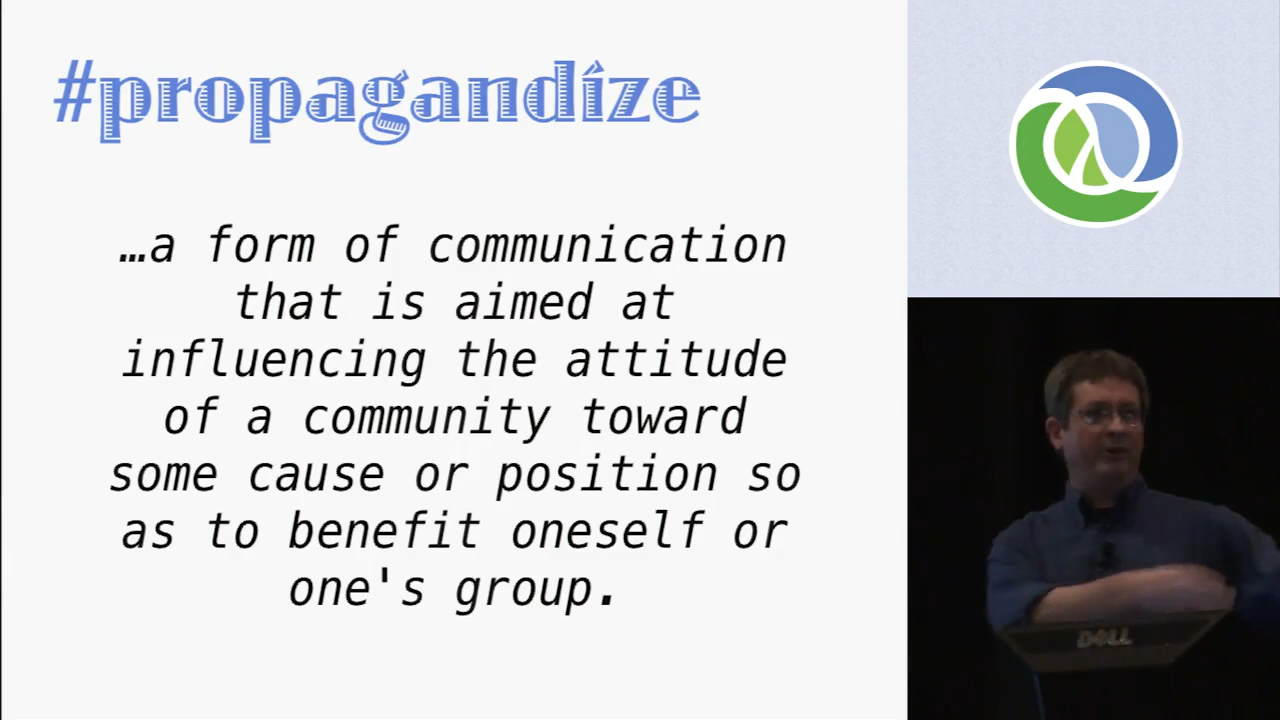 #propagandíze
…a form of communication
that is aimed at
influencing the attitude
of a community toward
some cause or position so
as to benefit oneself or
one's group.
DELL